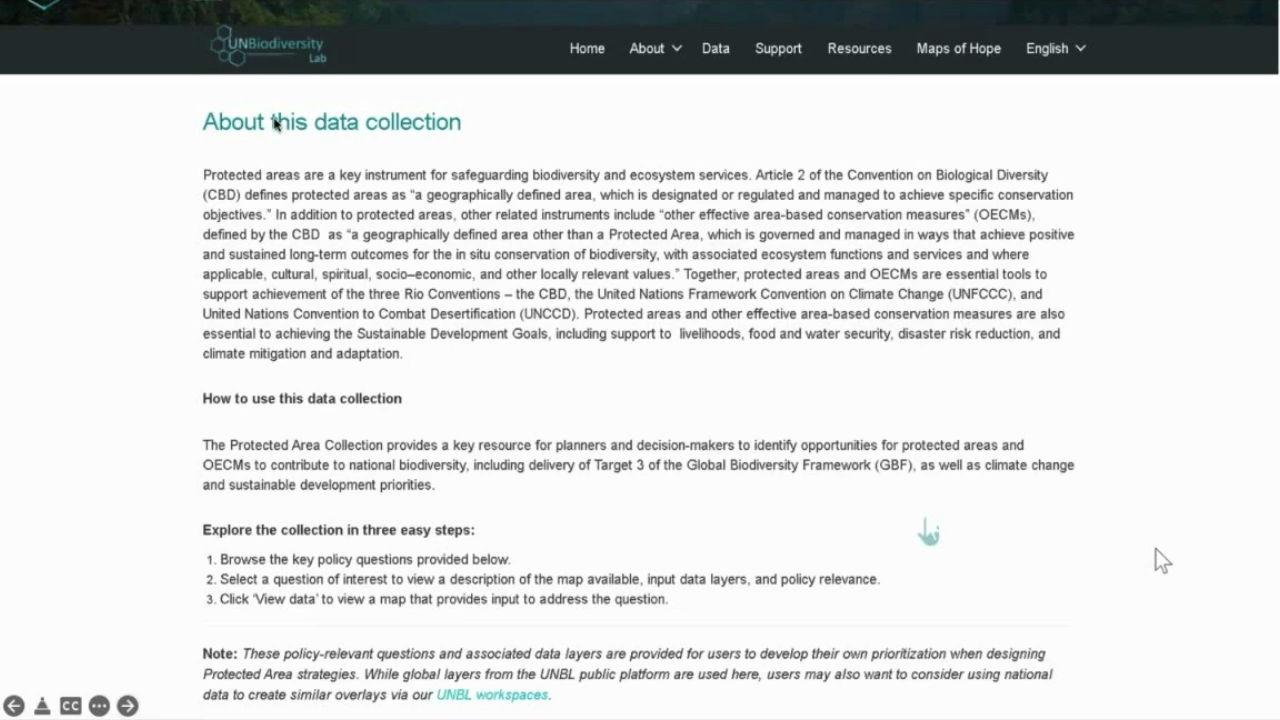 UNBiodiversity
Lab
Home About Data Support Resources Maps of Hope English
About this data collection
Protected areas are a key instrument for safeguarding biodiversity and ecosystem services. Article 2 of the Convention on Biological Diversity
(CBD) defines protected areas as “a geographically defined area, which is designated or regulated and managed to achieve specific conservation
objectives.” In addition to protected areas, other related instruments include “other effective area-based conservation measures” (OECMs),
defined by the CBD as “a geographically defined area other than a Protected Area, which is governed and managed in ways that achieve positive
and sustained long-term outcomes for the in situ conservation of biodiversity, with associated ecosystem functions and services and where
applicable, cultural, spiritual, socio–economic, and other locally relevant values.” Together, protected areas and OECMs are essential tools to
support achievement of the three Rio Conventions – the CBD, the United Nations Framework Convention on Climate Change (UNFCCC), and
United Nations Convention to Combat Desertification (UNCCD). Protected areas and other effective area-based conservation measures are also
essential to achieving the Sustainable Development Goals, including support to livelihoods, food and water security, disaster risk reduction, and
climate mitigation and adaptation.
How to use this data collection
The Protected Area Collection provides a key resource for planners and decision-makers to identify opportunities for protected areas and
OECMs to contribute to national biodiversity, including delivery of Target 3 of the Global Biodiversity Framework (GBF), as well as climate change
and sustainable development priorities.
Explore the collection in three easy steps:
1. Browse the key policy questions provided below.
2. Select a question of interest to view a description of the map available, input data layers, and policy relevance.
3. Click ‘View data’ to view a map that provides input to address the question.
Note: These policy-relevant questions and associated data layers are provided for users to develop their own prioritization when designing
Protected Area strategies. While global layers from the UNBL public platform are used here, users may also want to consider using national
data to create similar overlays via our UNBL workspaces.
CC